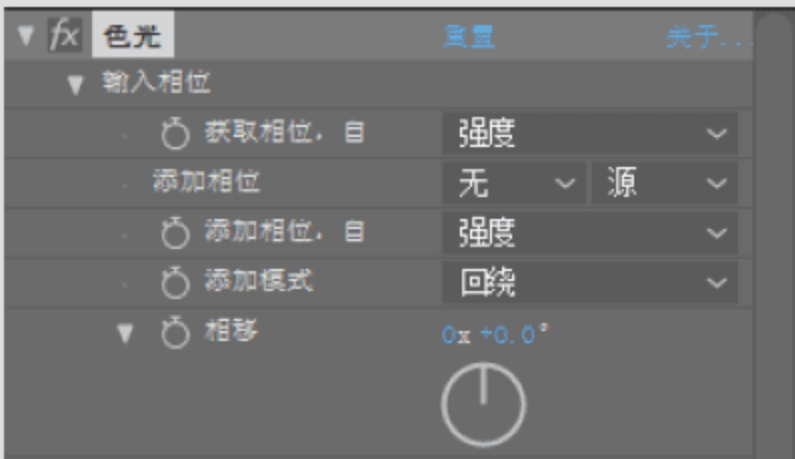 fx 色光 重置 关于...
输入相位
获取相位，自 强度
添加相位 无 源
添加相位，自 强度
添加模式 回绕
相移 0x+0.0°